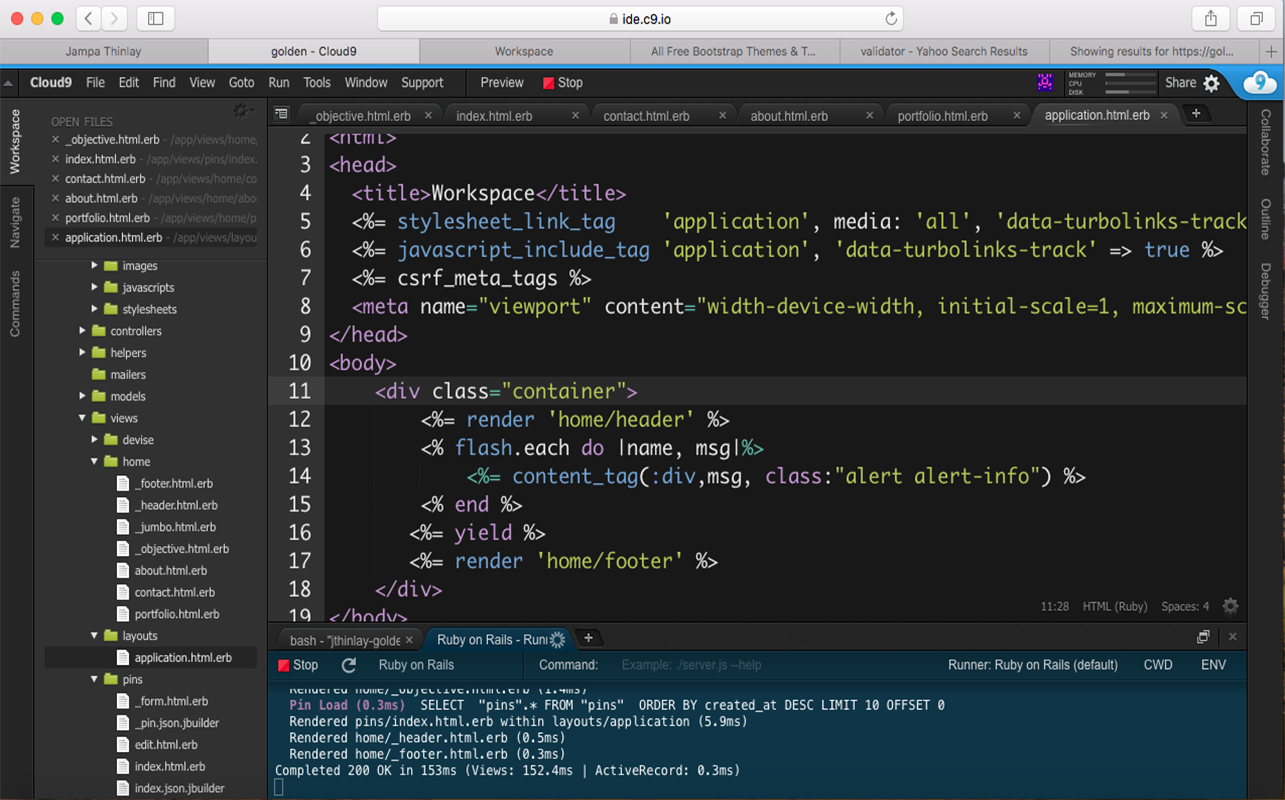 ide.c9.io
Jampa Thinlay
golden - Cloud9
Workspace
All Free Bootstrap Themes & T...
validator - Yahoo Search Results
Showing results for https://gol...
Cloud9 File Edit Find View Goto Run Tools Window Support Preview Stop
MEMORY
CPU
DISK
Share
Workspace
Navigate
Commands
OPEN FILES
_objective.html.erb - /app/views/home,
index.html.erb - /app/views/pins/index.
contact.html.erb - /app/views/home/co
about.html.erb - /app/views/home/abo
portfolio.html.erb - /app/views/home/p
application.html.erb - /app/views/layou
images
javascripts
stylesheets
controllers
helpers
mailers
models
views
devise
home
_footer.html.erb
_header.html.erb
_jumbo.html.erb
_objective.html.erb
about.html.erb
contact.html.erb
portfolio.html.erb
layouts
application.html.erb
pins
_form.html.erb
_pin.json.jbuilder
edit.html.erb
index.html.erb
index.json.jbuilder
_objective.html.erb
index.html.erb
contact.html.erb
about.html.erb
portfolio.html.erb
application.html.erb
2 <html>
3 <head>
4 <title>Workspace</title>
5 <%= stylesheet_link_tag 'application', media: 'all', 'data-turbolinks-track
6 <%= javascript_include_tag 'application', 'data-turbolinks-track' => true %>
7 <%= csrf_meta_tags %>
8 <meta name="viewport" content="width-device-width, initial-scale=1, maximum-sc
9 </head>
10 <body>
11 <div class="container">
12 <%= render 'home/header' %>
13 <% flash.each do |name, msg|%>
14 <%= content_tag(:div,msg, class:"alert alert-info") %>
15 <% end %>
16 <%= yield %>
17 <%= render 'home/footer' %>
18 </div>
19 </body>
11:28 HTML (Ruby) Spaces: 4
Collaborate
Outline
Debugger
bash - "jthinlay-golde
Ruby on Rails - Runi
Stop Ruby on Rails Command: Example: ./server.js --help Runner: Ruby on Rails (default) CWD ENV
Rendered home/_objective.html.erb (1.4ms)
Pin Load (0.3ms) SELECT "pins".* FROM "pins" ORDER BY created_at DESC LIMIT 10 OFFSET 0
Rendered pins/index.html.erb within layouts/application (5.9ms)
Rendered home/_header.html.erb (0.5ms)
Rendered home/_footer.html.erb (0.3ms)
Completed 200 OK in 153ms (Views: 152.4ms | ActiveRecord: 0.3ms)